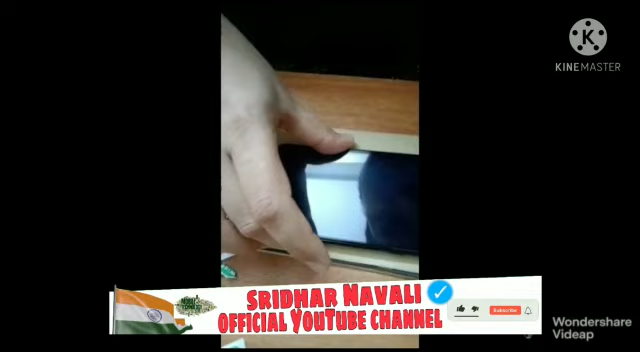 K
KINEMASTER
SRIDHAR NAVALI
OFFICIAL YOUTUBE CHANNEL
Subscribe
Wondershare
Videap